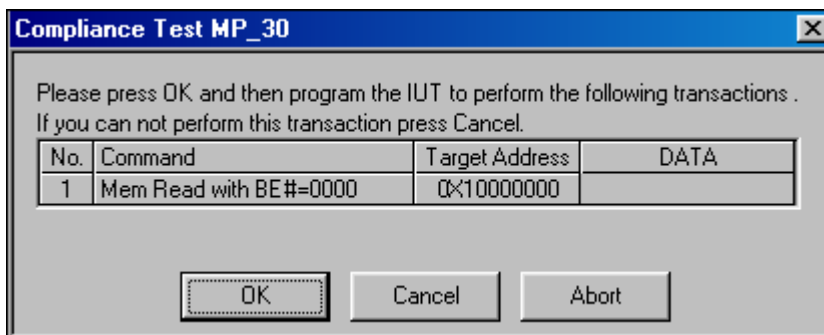 Compliance Test MP_30
Please press OK and then program the IUT to perform the following transactions .
If you can not perform this transaction press Cancel.
No. Command Target Address DATA
1 Mem Read with BE#=0000 0X10000000
OK Cancel Abort